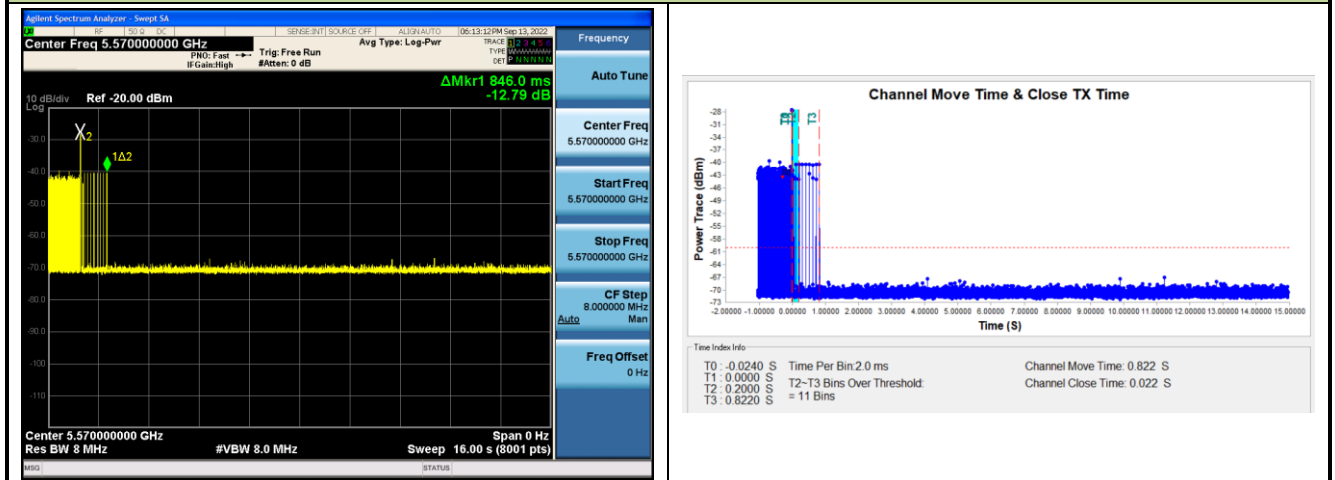 Agilent Spectrum Analyzer - Swept SA
RF 50 Ω DC SENSE:INT SOURCE OFF ALIGNAUTO 06:13:12PM Sep 13, 2022
Center Freq 5.570000000 GHz
PNO: Fast
IFGain:High
Trig: Free Run
#Atten: 0 dB
Avg Type: Log-Pwr
TRACE 1 2 3 4 5 6
TYPE
DET P N N N N N
ΔMkr1 846.0 ms
-12.79 dB
10 dB/div Ref -20.00 dBm
Log
-30.0
-40.0
-50.0
-60.0
-70.0
-80.0
-90.0
-100
-110
2
1Δ2
Center 5.570000000 GHz Span 0 Hz
Res BW 8 MHz #VBW 8.0 MHz Sweep 16.00 s (8001 pts)
MSG STATUS
Frequency
Auto Tune
Center Freq
5.570000000 GHz
Start Freq
5.570000000 GHz
Stop Freq
5.570000000 GHz
CF Step
8.000000 MHz
Auto Man
Freq Offset
0 Hz
Channel Move Time & Close TX Time
Power Trace (dBm)
-28
-31
-34
-37
-40
-43
-46
-49
-52
-55
-58
-61
-64
-67
-70
-73
T3
-2.00000 -1.00000 0.00000 1.00000 2.00000 3.00000 4.00000 5.00000 6.00000 7.00000 8.00000 9.00000 10.00000 11.00000 12.00000 13.00000 14.00000 15.00000
Time (S)
Time Index Info
T0 : -0.0240 S
T1 : 0.0000 S
T2 : 0.2000 S
T3 : 0.8220 S
Time Per Bin:2.0 ms
T2~T3 Bins Over Threshold:
= 11 Bins
Channel Move Time: 0.822 S
Channel Close Time: 0.022 S